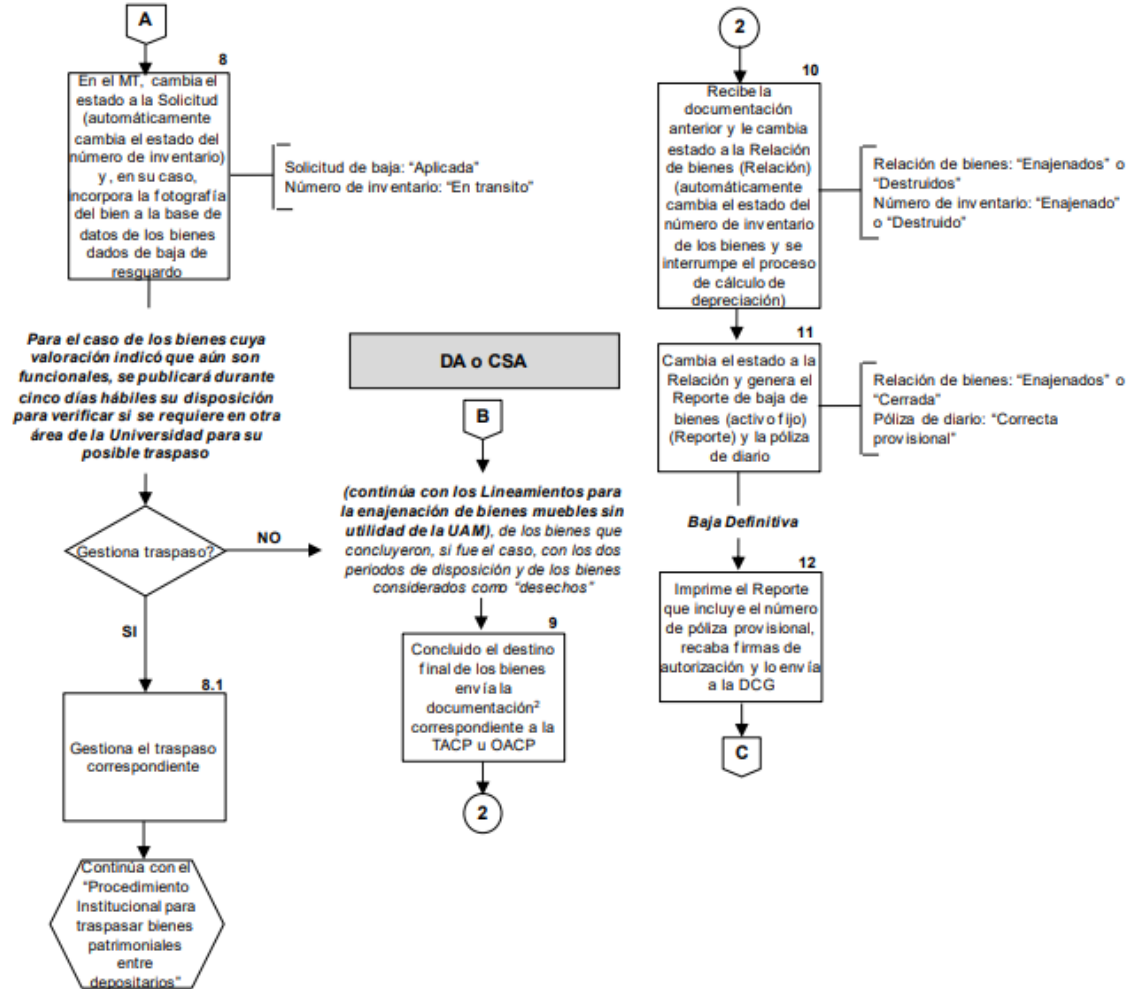 A
8
En el MT, cambia el
estado a la Solicitud
(automáticamente
cambia el estado del
número de inventario)
y, en su caso,
incorpora la fotografía
del bien a la base de
datos de los bienes
dados de baja de
resguardo
Solicitud de baja: “Aplicada”
Número de inventario: “En transito”
Para el caso de los bienes cuya
valoración indicó que aún son
funcionales, se publicará durante
cinco días hábiles su disposición
para verificar si se requiere en otra
área de la Universidad para su
posible traspaso
Gestiona traspaso?
NO
SI
8.1
Gestiona el traspaso
correspondiente
Continúa con el
“Procedimiento
Institucional para
traspasar bienes
patrimoniales
entre
depositarios”
DA o CSA
B
(continúa con los Lineamientos para
la enajenación de bienes muebles sin
utilidad de la UAM), de los bienes que
concluyeron, si fue el caso, con los dos
periodos de disposición y de los bienes
considerados como “desechos”
9
Concluido el destino
final de los bienes
envía la
documentación²
correspondiente a la
TACP u OACP
2
2
10
Recibe la
documentación
anterior y le cambia
estado a la Relación
de bienes (Relación)
(automáticamente
cambia el estado del
número de inventario
de los bienes y se
interrumpe el proceso
de cálculo de
depreciación)
Relación de bienes: “Enajenados” o
“Destruidos”
Número de inventario: “Enajenado”
o “Destruido”
11
Cambia el estado a la
Relación y genera el
Reporte de baja de
bienes (activo fijo)
(Reporte) y la póliza
de diario
Relación de bienes: “Enajenados” o
“Cerrada”
Póliza de diario: “Correcta
provisional”
Baja Definitiva
12
Imprime el Reporte
que incluye el número
de póliza provisional,
recaba firmas de
autorización y lo envía
a la DCG
C